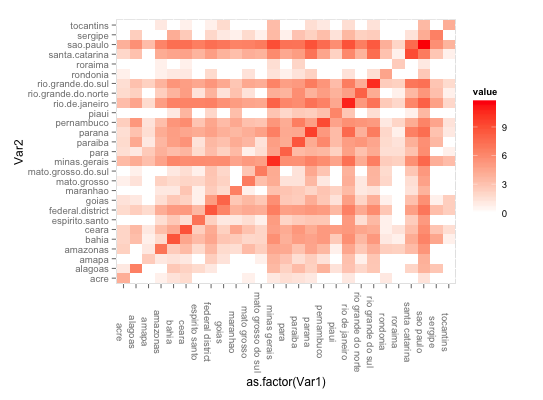 tocantins
sergipe
sao.paulo
santa.catarina
roraima
rondonia
rio.grande.do.sul
rio.grande.do.norte
rio.de.janeiro
piaui
pernambuco
parana
paraiba
para
minas.gerais
mato.grosso.do.sul
mato.grosso
maranhao
goias
federal.district
espirito.santo
ceara
bahia
amazonas
amapa
alagoas
acre
Var2
value
9
6
3
0
acre
alagoas
amapa
amazonas
bahia
ceara
espirito santo
federal district
goias
maranhao
mato grosso
mato grosso do sul
minas gerais
para
paraiba
parana
pernambuco
piaui
rio de janeiro
rio grande do norte
rio grande do sul
rondonia
roraima
santa catarina
sao paulo
sergipe
tocantins
as.factor(Var1)